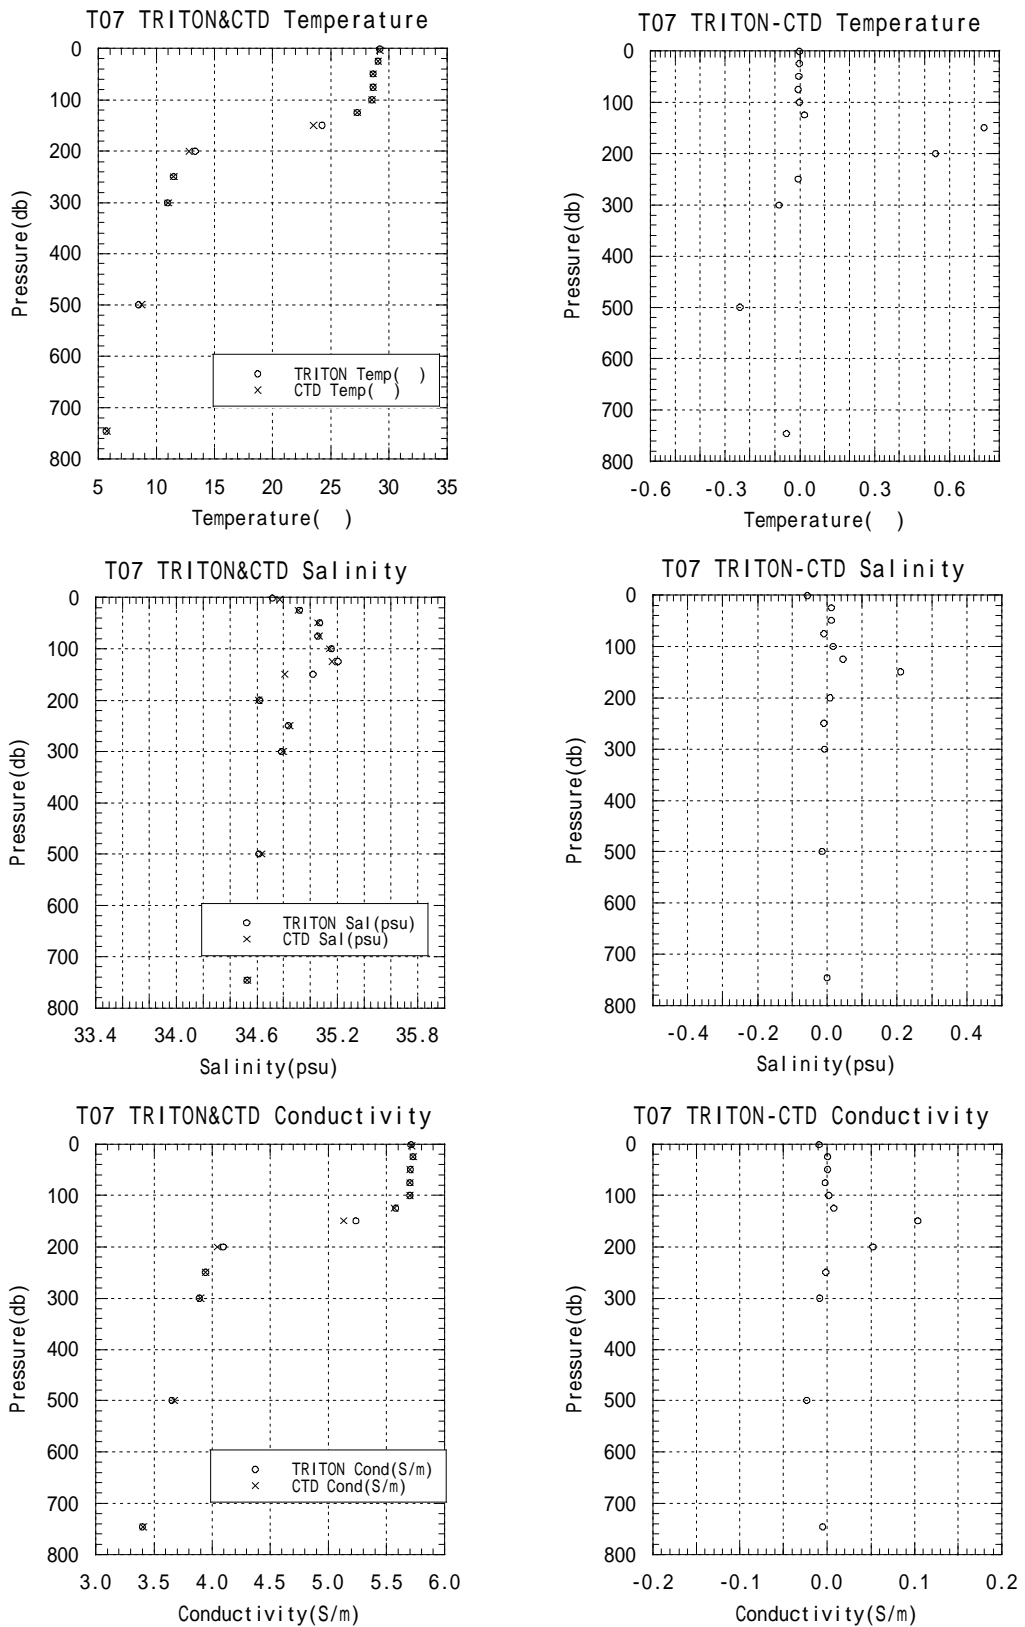 T07 TRITON&CTD Temperature
0
100
200
300
400
500
600
700
800
Pressure(db)
TRITON Temp( )
CTD Temp( )
5 10 15 20 25 30 35
Temperature( )
T07 TRITON-CTD Temperature
0
100
200
300
400
500
600
700
800
Pressure(db)
-0.6 -0.3 0.0 0.3 0.6
Temperature( )
T07 TRITON&CTD Salinity
0
100
200
300
400
500
600
700
800
Pressure(db)
TRITON Sal(psu)
CTD Sal(psu)
33.4 34.0 34.6 35.2 35.8
Salinity(psu)
T07 TRITON-CTD Salinity
0
100
200
300
400
500
600
700
800
Pressure(db)
-0.4 -0.2 0.0 0.2 0.4
Salinity(psu)
T07 TRITON&CTD Conductivity
0
100
200
300
400
500
600
700
800
Pressure(db)
TRITON Cond(S/m)
CTD Cond(S/m)
3.0 3.5 4.0 4.5 5.0 5.5 6.0
Conductivity(S/m)
T07 TRITON-CTD Conductivity
0
100
200
300
400
500
600
700
800
Pressure(db)
-0.2 -0.1 0.0 0.1 0.2
Conductivity(S/m)